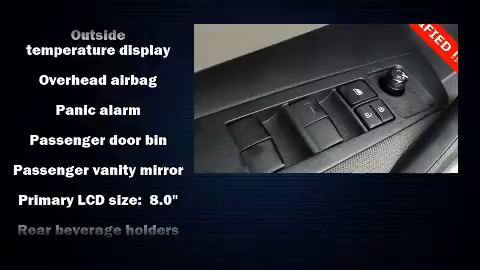 Outside
temperature display
Overhead airbag
Panic alarm
Passenger door bin
Passenger vanity mirror
Primary LCD size: 8.0"
Rear beverage holders